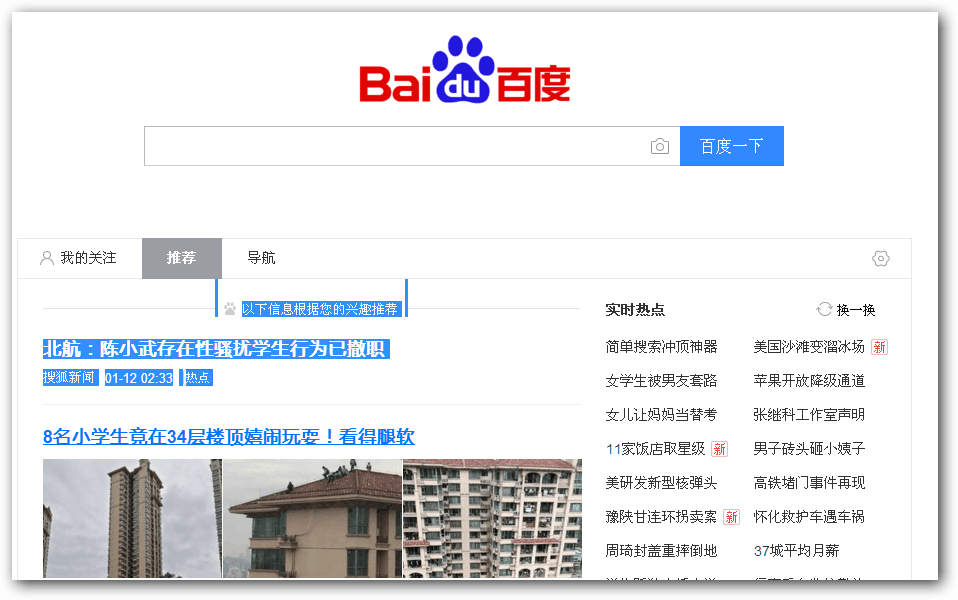 Bai du 百度
百度一下
我的关注 推荐 导航
以下信息根据您的兴趣推荐
北航：陈小武存在性骚扰学生行为已撤职
搜狐新闻 01-12 02:33 热点
8名小学生竟在34层楼顶嬉闹玩耍！看得腿软
实时热点 换一换
简单搜索冲顶神器 美国沙滩变溜冰场 新
女学生被男友套路 苹果开放降级通道
女儿让妈妈当替考 张继科工作室声明
11家饭店取星级 新 男子砖头砸小姨子
美研发新型核弹头 高铁堵门事件再现
豫陕甘连环拐卖案 新 怀化救护车遇车祸
周琦封盖重摔倒地 37城平均月薪